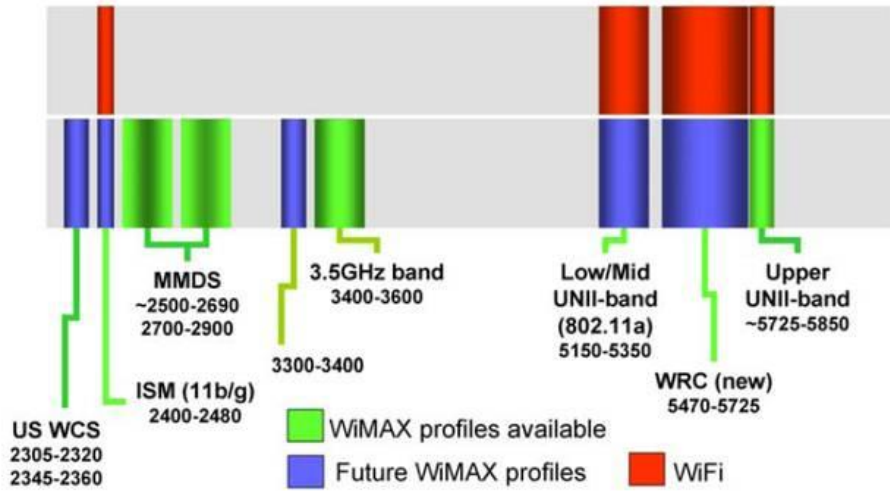 MMDS
~2500-2690
2700-2900
3.5GHz band
3400-3600
Low/Mid
UNII-band
(802.11a)
5150-5350
Upper
UNII-band
~5725-5850
3300-3400
WRC (new)
5470-5725
ISM (11b/g)
2400-2480
US WCS
2305-2320
2345-2360
WiMAX profiles available
Future WiMAX profiles
WiFi